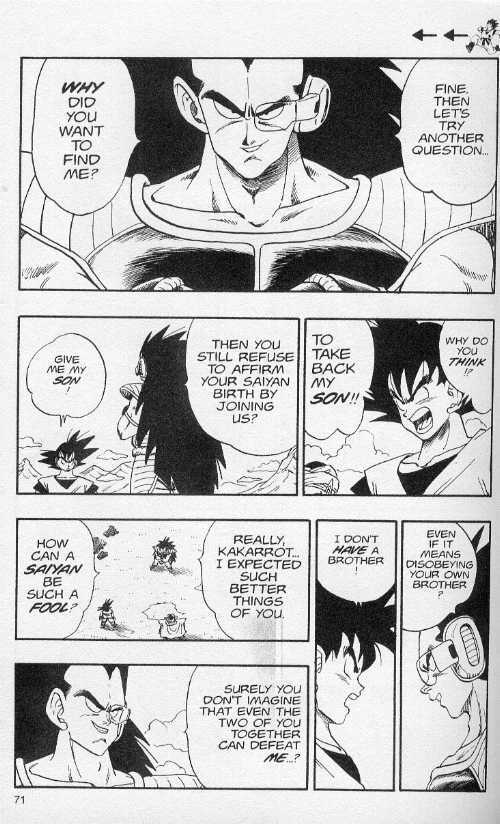 FINE.
THEN
LET'S
TRY
ANOTHER
QUESTION...
WHY
DID
YOU
WANT
TO
FIND
ME?
WHY DO
YOU
THINK
!?
TO
TAKE
BACK
MY
SON!!
THEN YOU
STILL REFUSE
TO AFFIRM
YOUR SAIYAN
BIRTH BY
JOINING
US?
GIVE
ME MY
SON
!
EVEN
IF IT
MEANS
DISOBEYING
YOUR OWN
BROTHER
?
I DON'T
HAVE A
BROTHER
!
REALLY,
KAKARROT...
I EXPECTED
SUCH
BETTER
THINGS
OF YOU.
HOW
CAN A
SAIYAN
BE
SUCH A
FOOL?
SURELY YOU
DON'T IMAGINE
THAT EVEN THE
TWO OF YOU
TOGETHER
CAN DEFEAT
ME...?
71